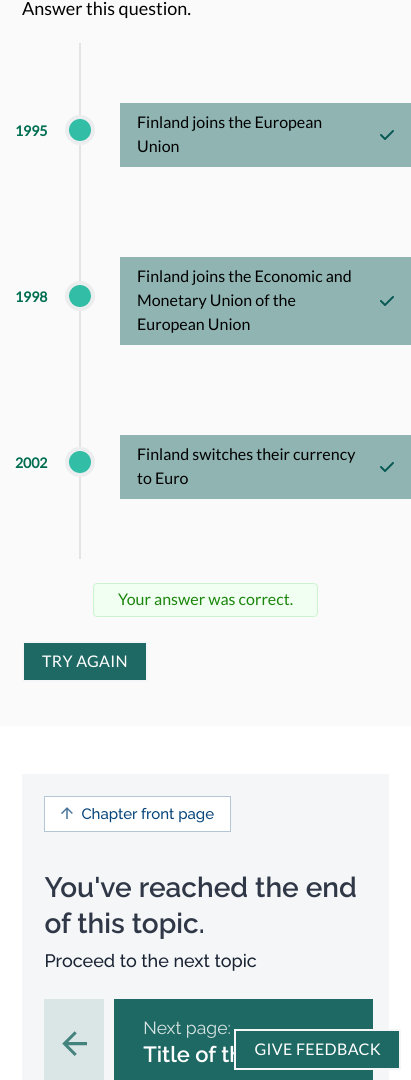 Answer this question.
1995
Finland joins the European
Union
1998
Finland joins the Economic and
Monetary Union of the
European Union
2002
Finland switches their currency
to Euro
Your answer was correct.
TRY AGAIN
Chapter front page
You've reached the end
of this topic.
Proceed to the next topic
Next page:
Title of
GIVE FEEDBACK